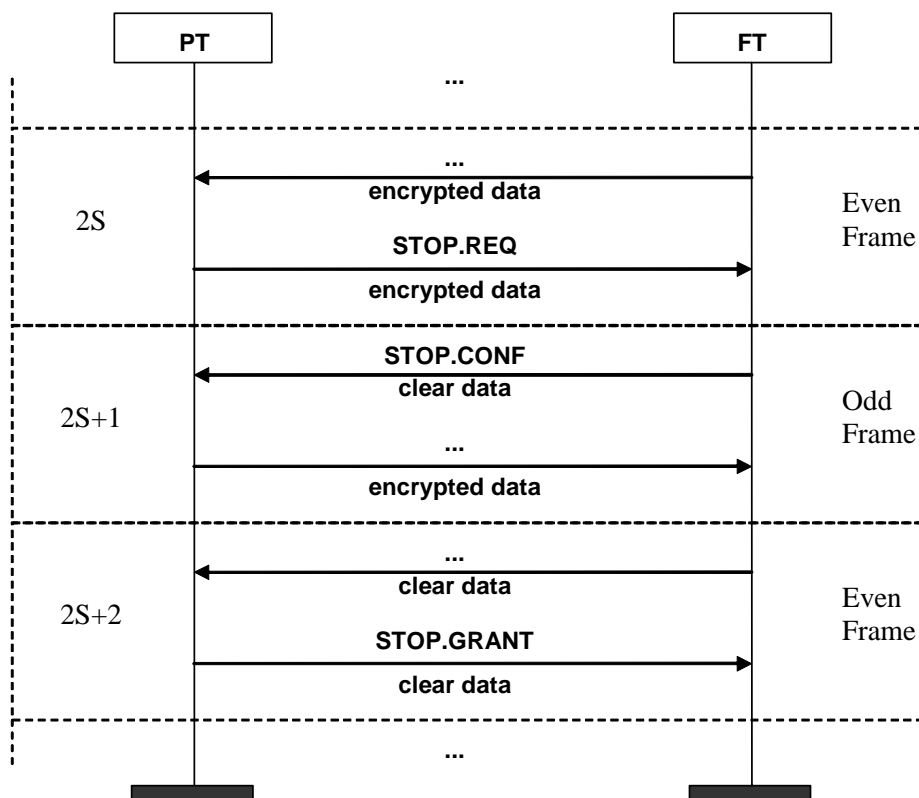 PT
FT
...
...
encrypted data
2S
Even
Frame
STOP.REQ
encrypted data
STOP.CONF
clear data
2S+1
Odd
Frame
...
encrypted data
...
clear data
2S+2
Even
Frame
STOP.GRANT
clear data
...